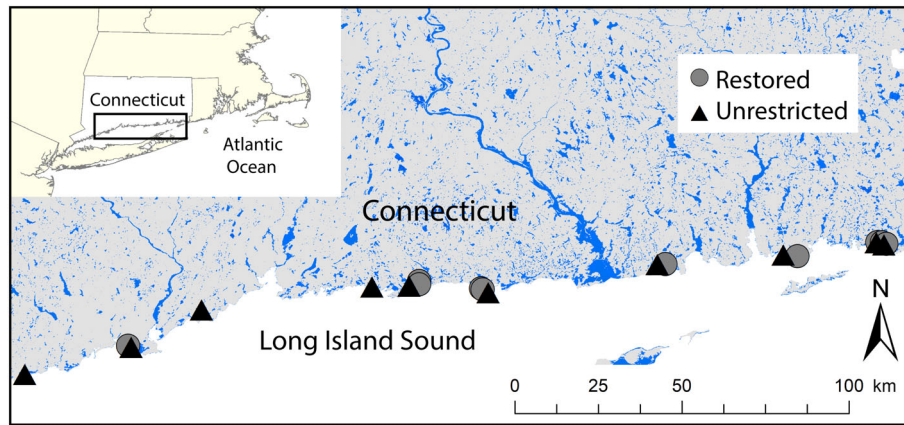 Connecticut
Atlantic
Ocean
Restored
Unrestricted
Connecticut
Long Island Sound
N
0 25 50 100 km